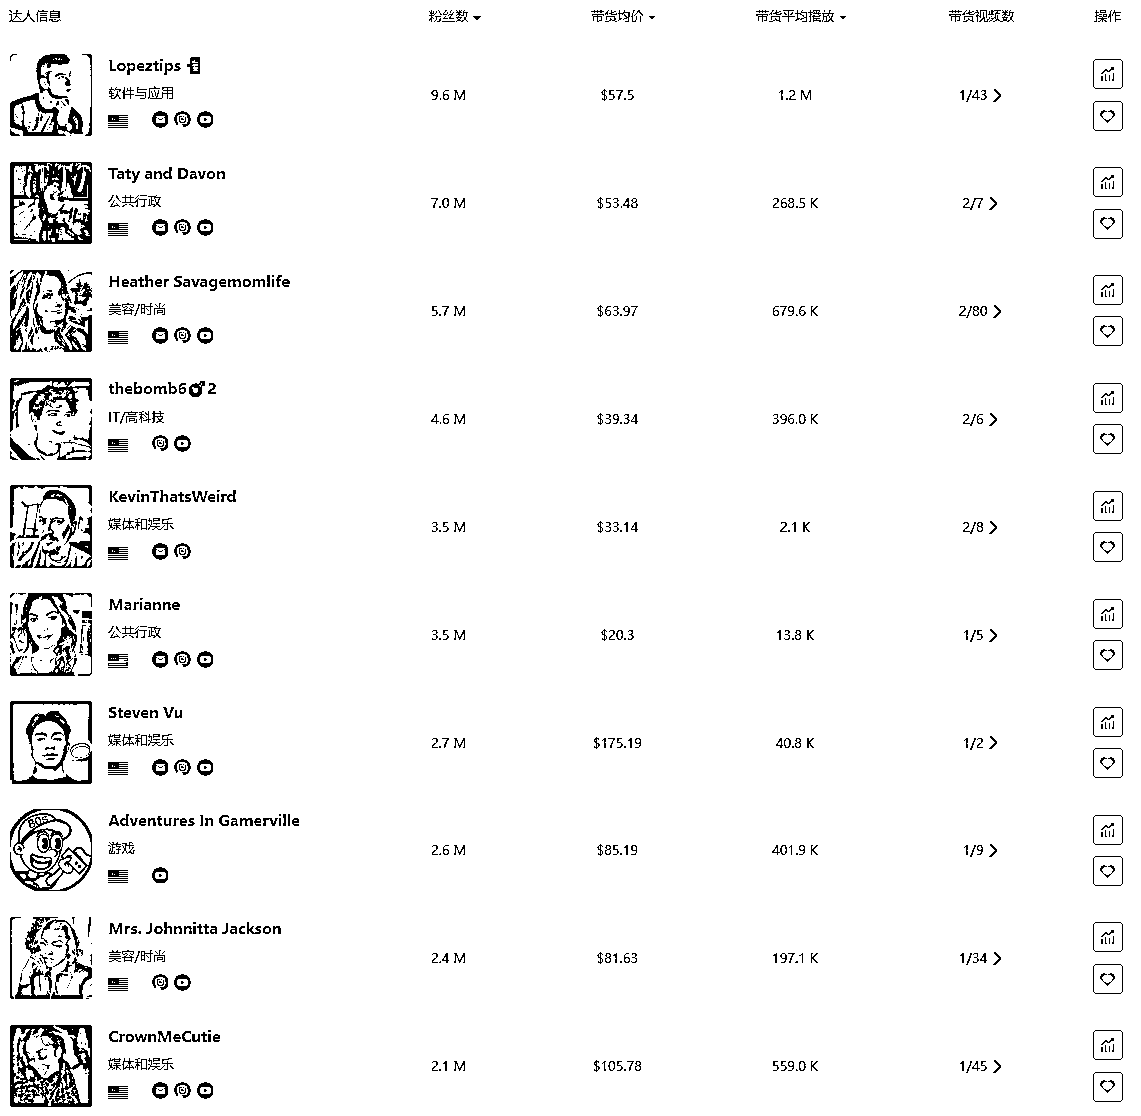 达人信息 粉丝数 带货均价 带货平均播放 带货视频数 操作
Lopeztips
软件与应用
9.6 M $57.5 1.2 M 1/43
Taty and Davon
公共行政
7.0 M $53.48 268.5 K 2/7
Heather Savagemomlife
美容/时尚
5.7 M $63.97 679.6 K 2/80
thebomb6♂2
IT/高科技
4.6 M $39.34 396.0 K 2/6
KevinThatsWeird
媒体和娱乐
3.5 M $33.14 2.1 K 2/8
Marianne
公共行政
3.5 M $20.3 13.8 K 1/5
Steven Vu
媒体和娱乐
2.7 M $175.19 40.8 K 1/2
Adventures In Gamerville
游戏
2.6 M $85.19 401.9 K 1/9
Mrs. Johnnitta Jackson
美容/时尚
2.4 M $81.63 197.1 K 1/34
CrownMeCutie
媒体和娱乐
2.1 M $105.78 559.0 K 1/45